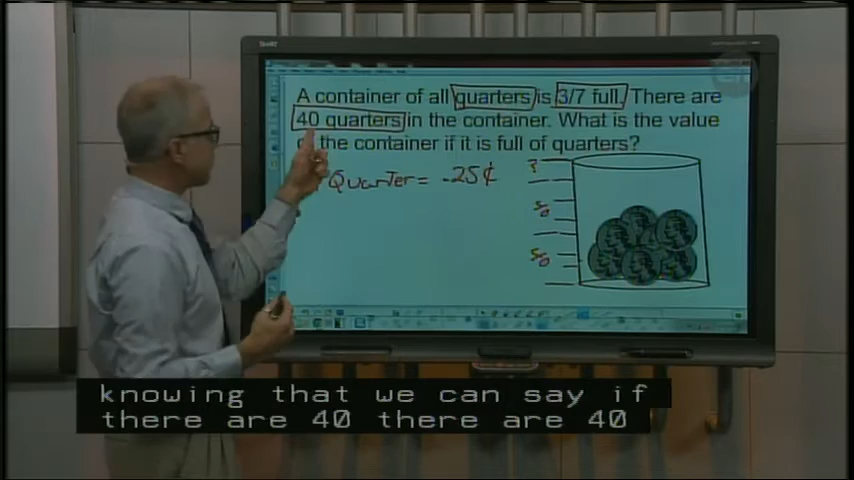 A container of all quarters is 3/7 full. There are
40 quarters in the container. What is the value
the container if it is full of quarters?
Quarter = .25¢
?
knowing that we can say if
there are 40 there are 40